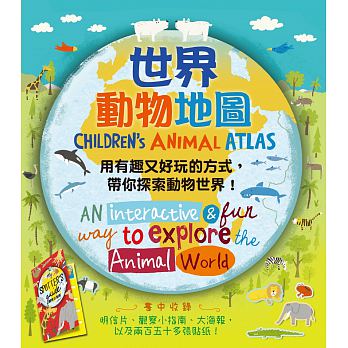 世界
動物地圖
CHILDREN'S ANIMAL ATLAS
用有趣又好玩的方式，
帶你探索動物世界！
AN interactive & fun
way to explore the
Animal World
書中收錄
明信片、觀察小指南、大海報，
以及兩百五十多張貼紙！
SPOTTER'S